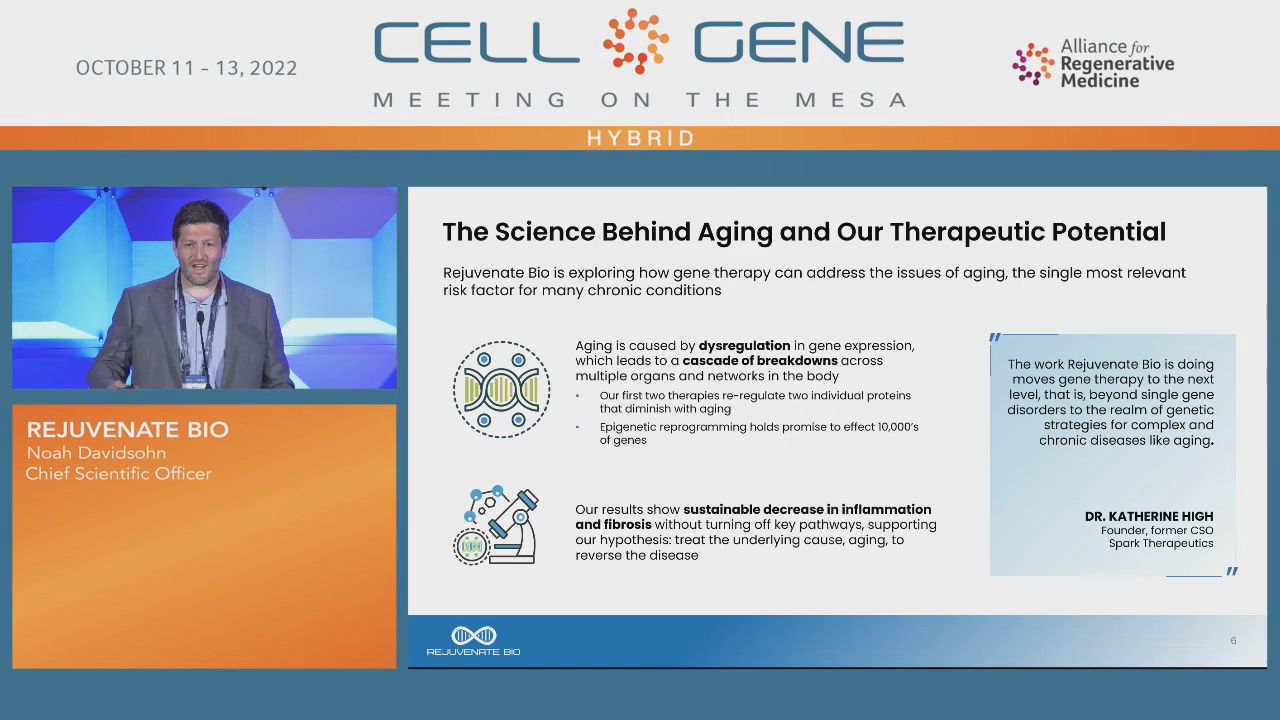 OCTOBER 11 - 13, 2022
CELL GENE
MEETING ON THE MESA
Alliance for
Regenerative
Medicine
HYBRID
REJUVENATE BIO
Noah Davidsohn
Chief Scientific Officer
The Science Behind Aging and Our Therapeutic Potential
Rejuvenate Bio is exploring how gene therapy can address the issues of aging, the single most relevant
risk factor for many chronic conditions
Aging is caused by dysregulation in gene expression,
which leads to a cascade of breakdowns across
multiple organs and networks in the body
• Our first two therapies re-regulate two individual proteins
that diminish with aging
• Epigenetic reprogramming holds promise to effect 10,000's
of genes
Our results show sustainable decrease in inflammation
and fibrosis without turning off key pathways, supporting
our hypothesis: treat the underlying cause, aging, to
reverse the disease
"
The work Rejuvenate Bio is doing
moves gene therapy to the next
level, that is, beyond single gene
disorders to the realm of genetic
strategies for complex and
chronic diseases like aging.
DR. KATHERINE HIGH
Founder, former CSO
Spark Therapeutics
"
REJUVENATE BIO
6